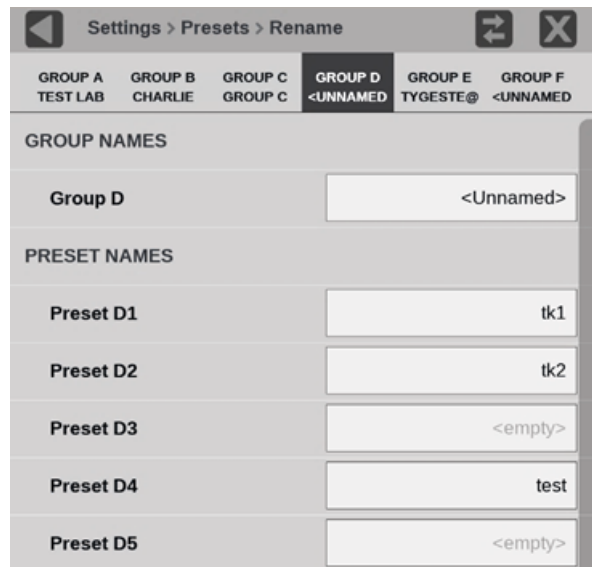 Settings > Presets > Rename
GROUP A GROUP B GROUP C GROUP D GROUP E GROUP F
TEST LAB CHARLIE GROUP C <UNNAMED TYGESTE@ <UNNAMED
GROUP NAMES
Group D <Unnamed>
PRESET NAMES
Preset D1 tk1
Preset D2 tk2
Preset D3 <empty>
Preset D4 test
Preset D5 <empty>